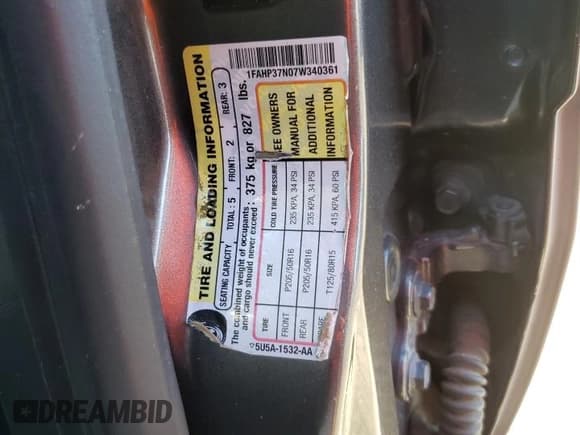 1FAHP37N07W340361
TIRE AND LOADING INFORMATION
SEATING CAPACITY TOTAL: 5 FRONT: 2 REAR: 3
The combined weight of occupants
and cargo should never exceed : 375 kg or 827 lbs.
TIRE SIZE COLD TIRE PRESSURE
FRONT P205/50R16 235 KPA, 34 PSI
REAR P205/50R16 235 KPA, 34 PSI
T125/80R15 415 KPA, 60 PSI
SEE OWNERS
MANUAL FOR
ADDITIONAL
INFORMATION
5U5A-1532-AA
DREAMBID